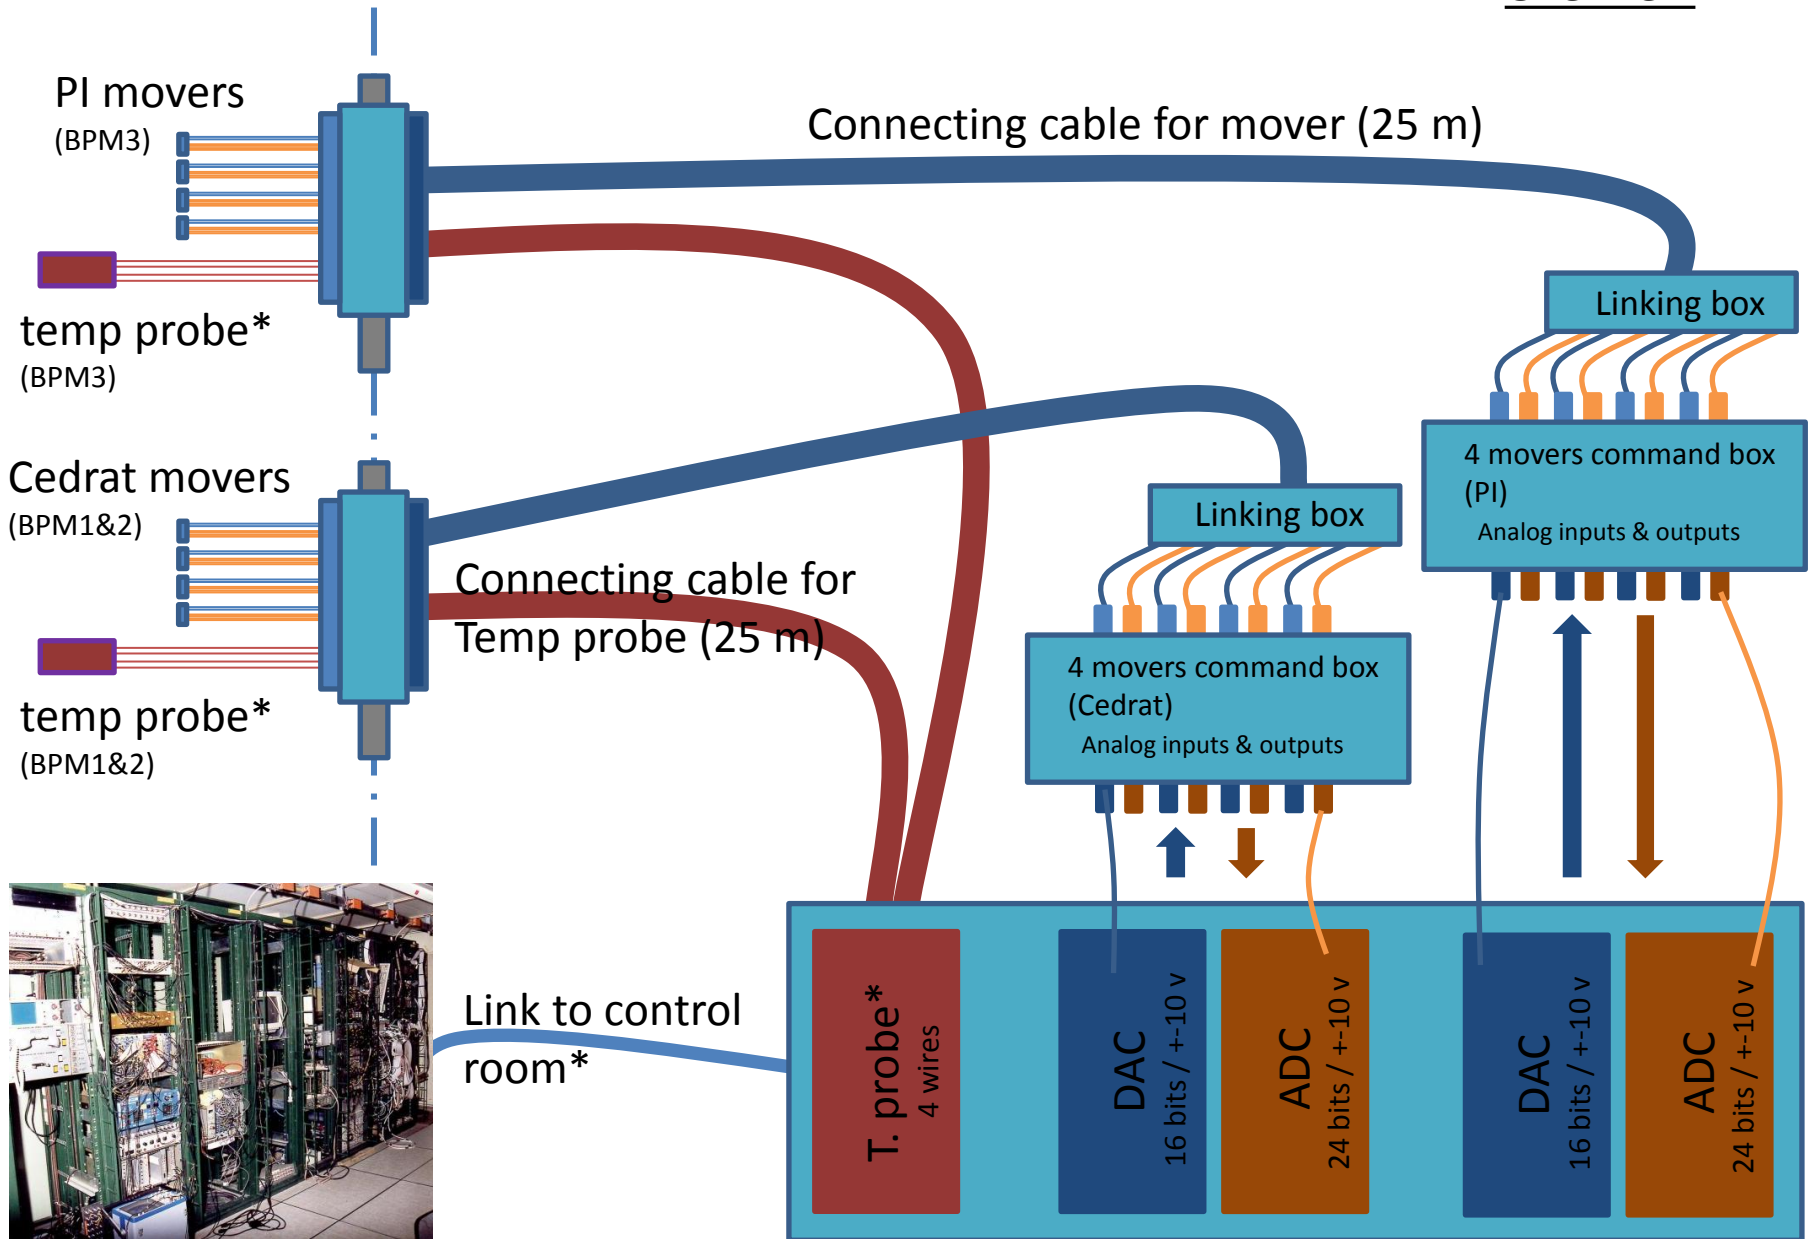 PI movers
(BPM3)
Connecting cable for mover (25 m)
temp probe*
(BPM3)
Linking box
4 movers command box
(PI)
Analog inputs & outputs
Cedrat movers
(BPM1&2)
Linking box
Connecting cable for
Temp probe (25 m)
4 movers command box
(Cedrat)
Analog inputs & outputs
temp probe*
(BPM1&2)
Link to control
room*
T. probe*
4 wires
DAC
16 bits / +-10 v
ADC
24 bits / +-10 v
DAC
16 bits / +-10 v
ADC
24 bits / +-10 v